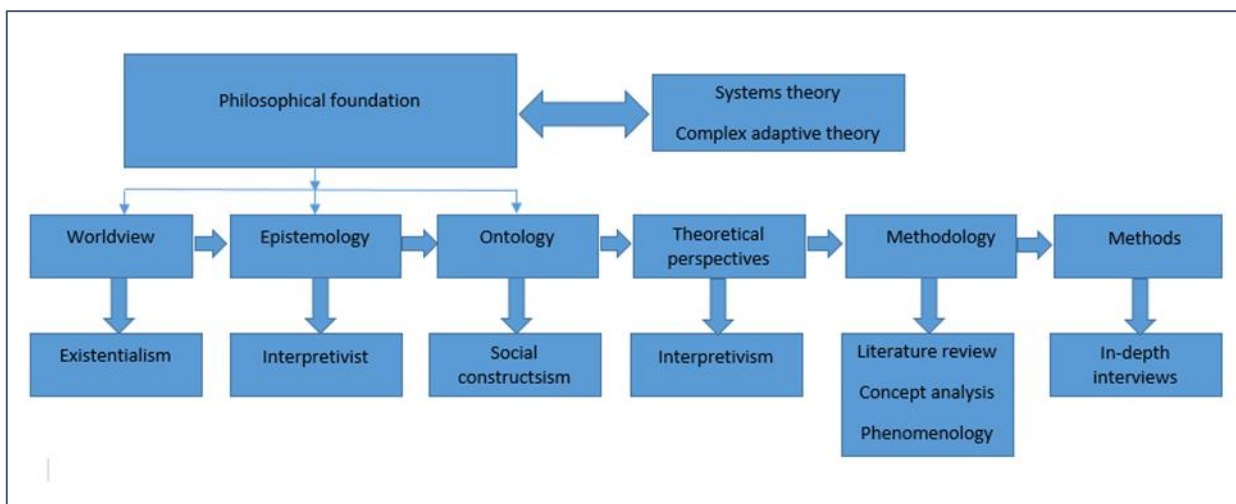 Philosophical foundation
Systems theory
Complex adaptive theory
Worldview
Epistemology
Ontology
Theoretical
perspectives
Methodology
Methods
Existentialism
Interpretivist
Social
constructsism
Interpretivism
Literature review
Concept analysis
Phenomenology
In-depth
interviews